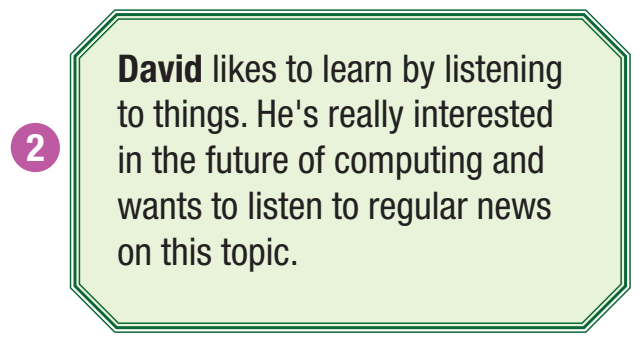 2
David likes to learn by listening
to things. He's really interested
in the future of computing and
wants to listen to regular news
on this topic.